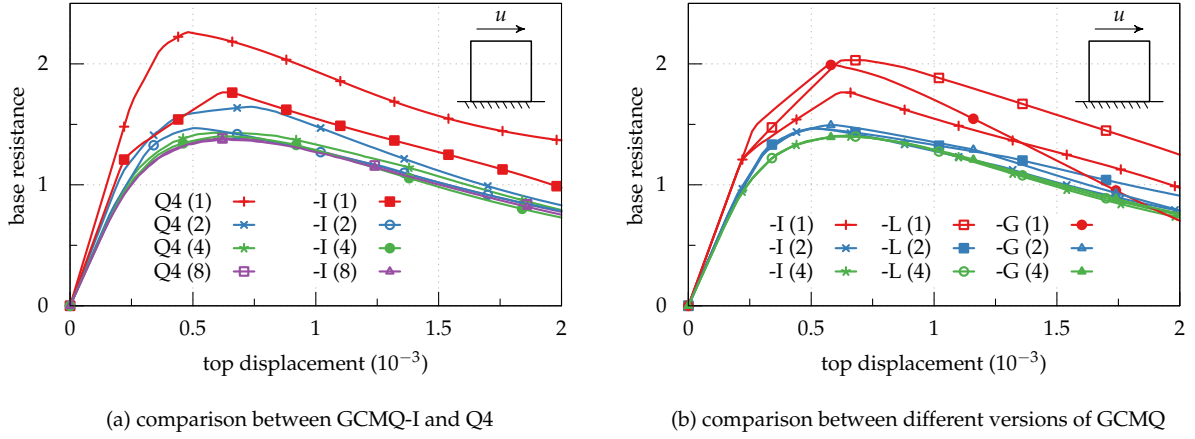 u
base resistance
2
1
0
Q4 (1) -I (1)
Q4 (2) -I (2)
Q4 (4) -I (4)
Q4 (8) -I (8)
0 0.5 1 1.5 2
top displacement (10⁻³)
(a) comparison between GCMQ-I and Q4
u
base resistance
2
1
0
-I (1) -L (1) -G (1)
-I (2) -L (2) -G (2)
-I (4) -L (4) -G (4)
0 0.5 1 1.5 2
top displacement (10⁻³)
(b) comparison between different versions of GCMQ